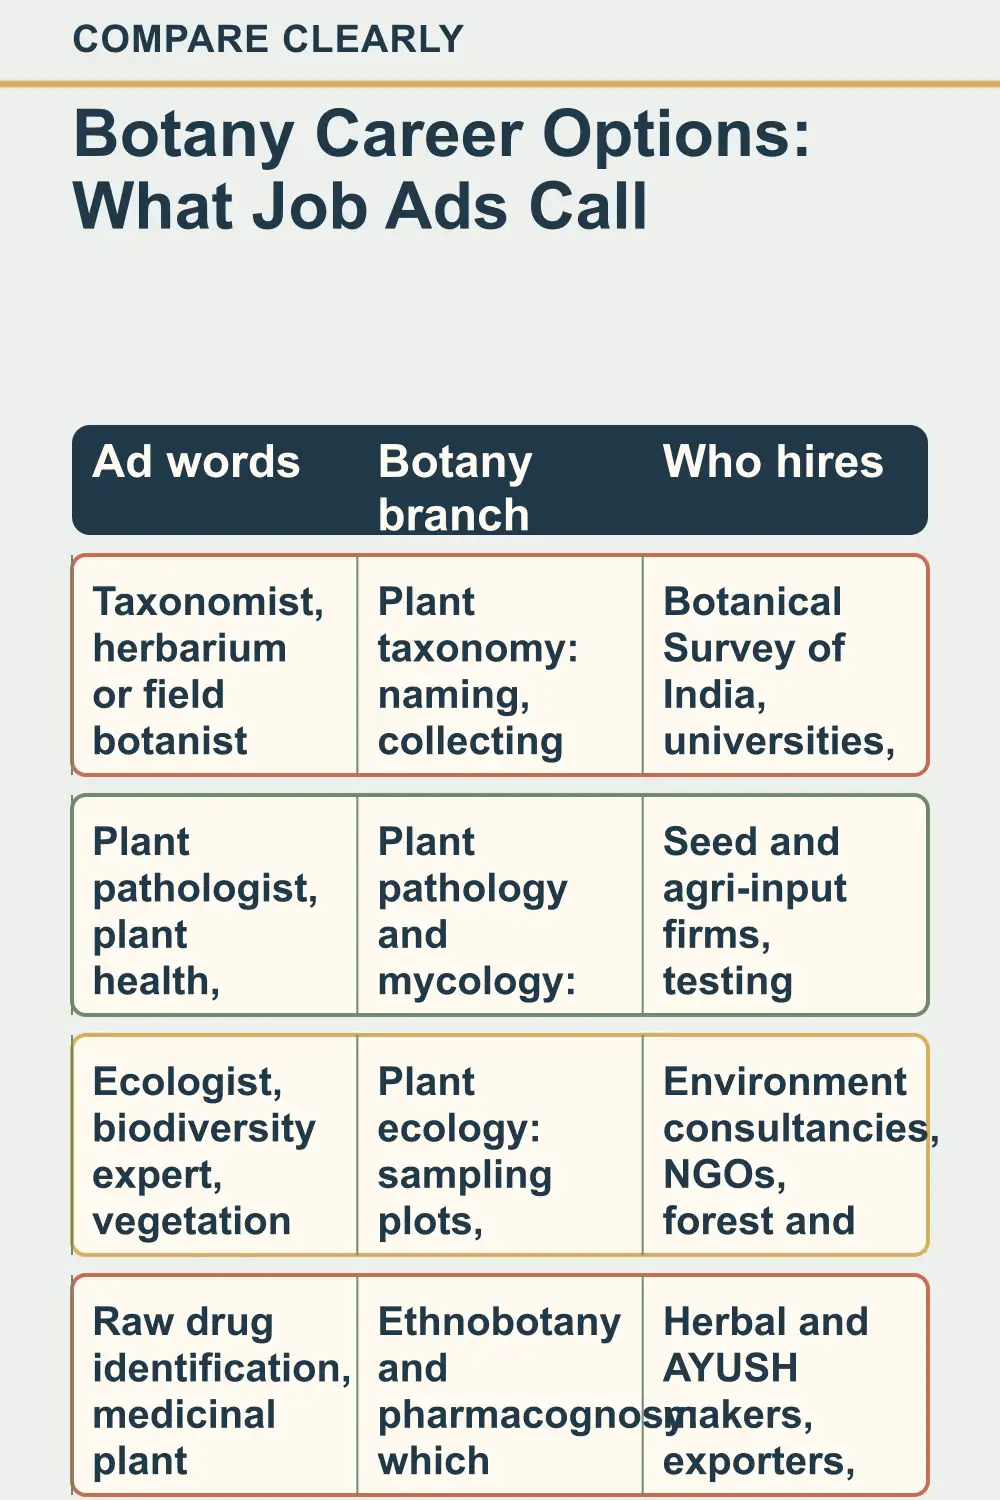 COMPARE CLEARLY
Botany Career Options:
What Job Ads Call
Ad words
Botany
branch
Who hires
Taxonomist,
herbarium
or field
botanist
Plant
taxonomy:
naming,
collecting
Botanical
Survey of
India,
universities,
Plant
pathologist,
plant
health,
Plant
pathology
and
mycology:
Seed and
agri-input
firms,
testing
Ecologist,
biodiversity
expert,
vegetation
Plant
ecology:
sampling
plots,
Environment
consultancies,
NGOs,
forest and
Raw drug
identification,
medicinal
plant
Ethnobotany
and
pharmacognosy:
which
Herbal and
AYUSH
makers,
exporters,